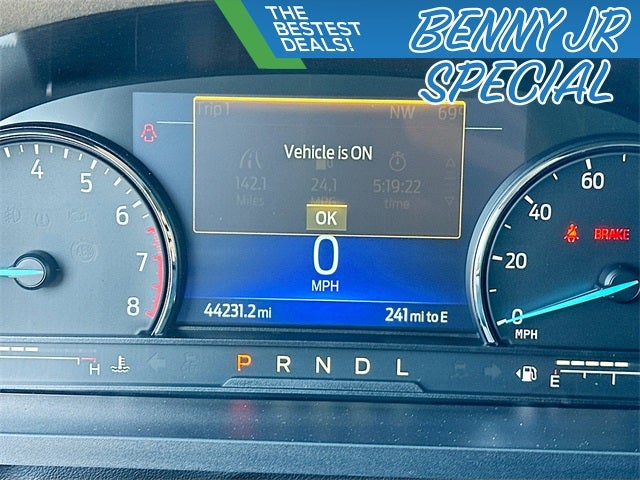 THE
BESTEST
DEALS!
BENNY JR
SPECIAL
Trip 1 NW 69°
Vehicle is ON
142.1 24.1 5:19:22
Miles MPG time
OK
0
MPH
44231.2 mi 241 mi to E
4 5 6 7 8
60 40 20 0
MPH
BRAKE
H P R N D L E